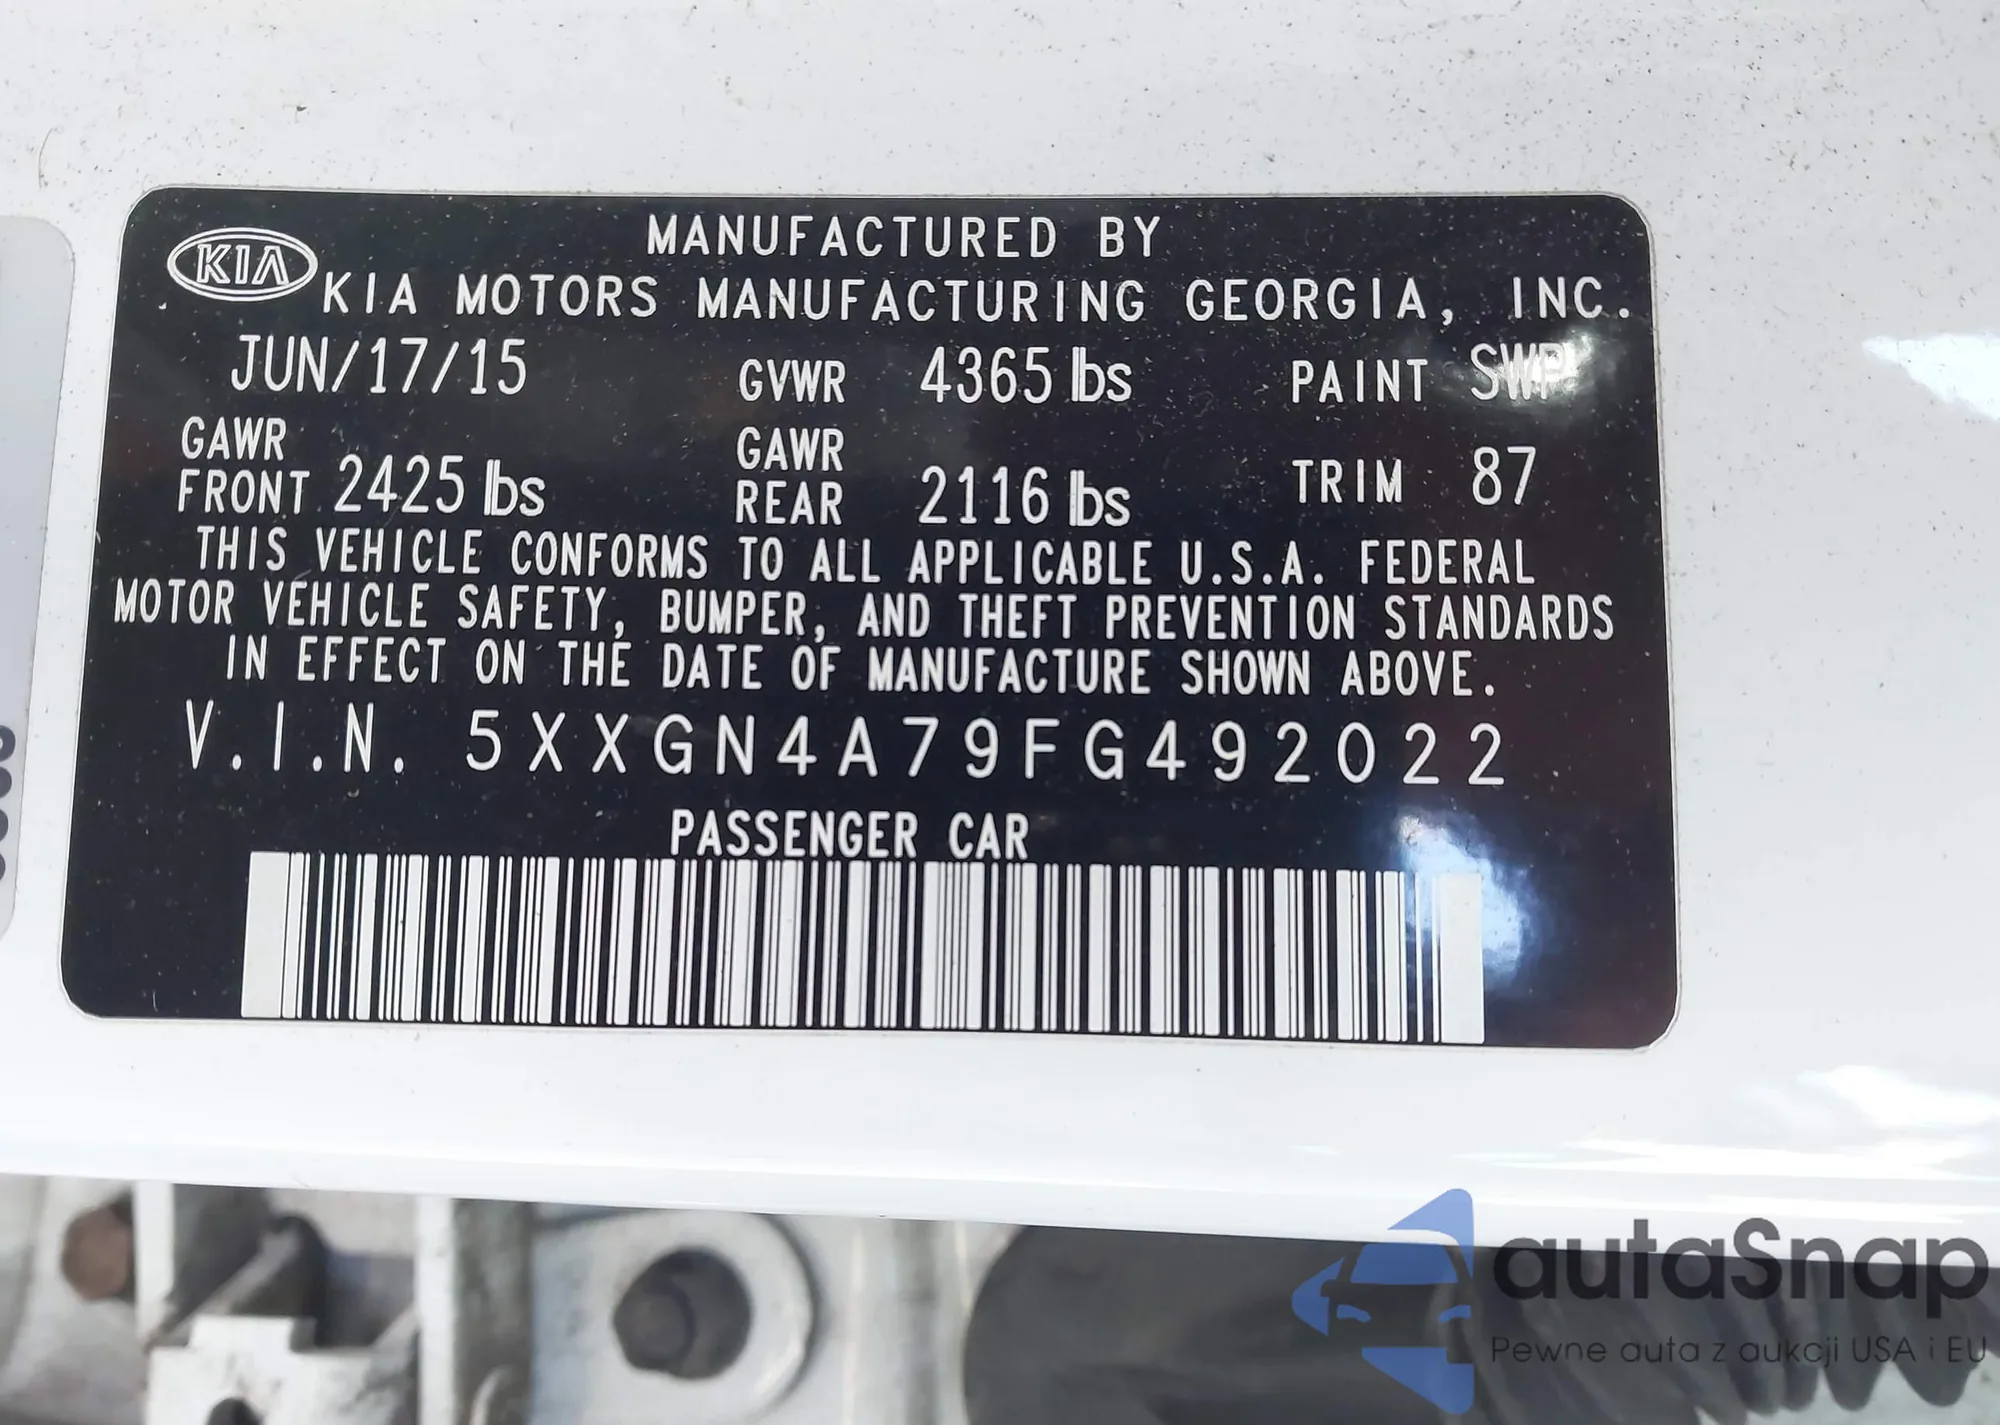 MANUFACTURED BY
KIA
KIA MOTORS MANUFACTURING GEORGIA, INC.
JUN/17/15 GVWR 4365 lbs PAINT SWP
GAWR FRONT 2425 lbs GAWR REAR 2116 lbs TRIM 87
THIS VEHICLE CONFORMS TO ALL APPLICABLE U.S.A. FEDERAL
MOTOR VEHICLE SAFETY, BUMPER, AND THEFT PREVENTION STANDARDS
IN EFFECT ON THE DATE OF MANUFACTURE SHOWN ABOVE.
V.I.N. 5XXGN4A79FG492022
PASSENGER CAR
autaSnap
Pewne auta z aukcji USA i EU